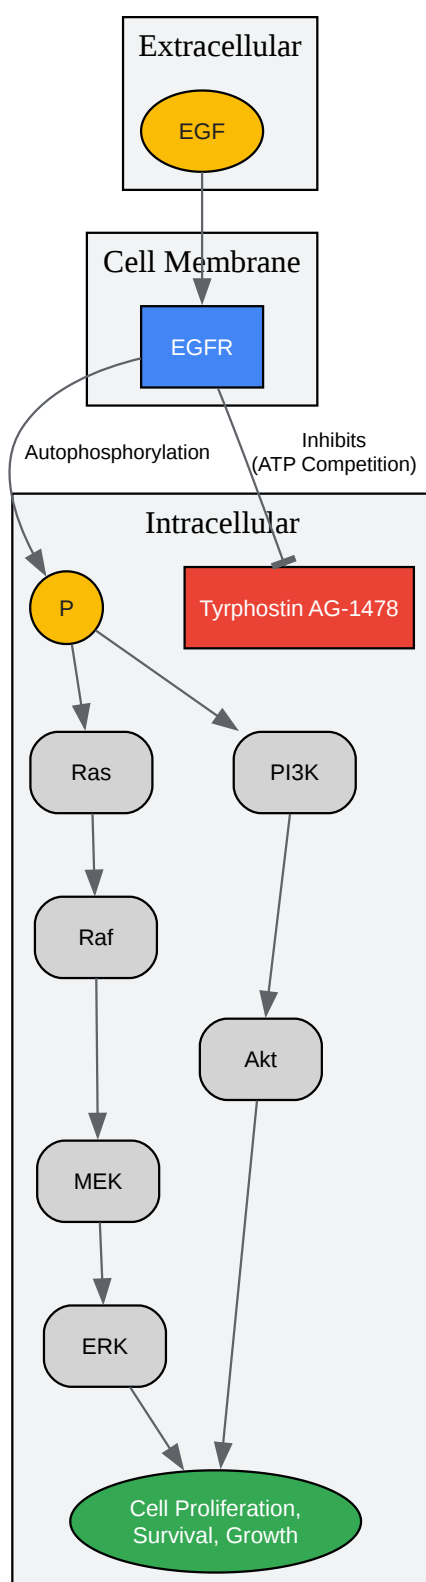 Extracellular
EGF
Cell Membrane
EGFR
Autophosphorylation
Inhibits
(ATP Competition)
Intracellular
P
Tyrphostin AG-1478
Ras
PI3K
Raf
Akt
MEK
ERK
Cell Proliferation,
Survival, Growth